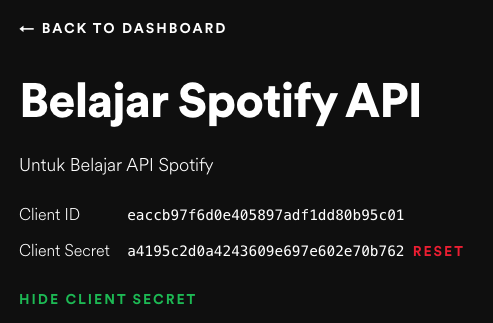 ← BACK TO DASHBOARD
Belajar Spotify API
Untuk Belajar API Spotify
Client ID eaccb97f6d0e405897adf1dd80b95c01
Client Secret a4195c2d0a4243609e697e602e70b762 RESET
HIDE CLIENT SECRET